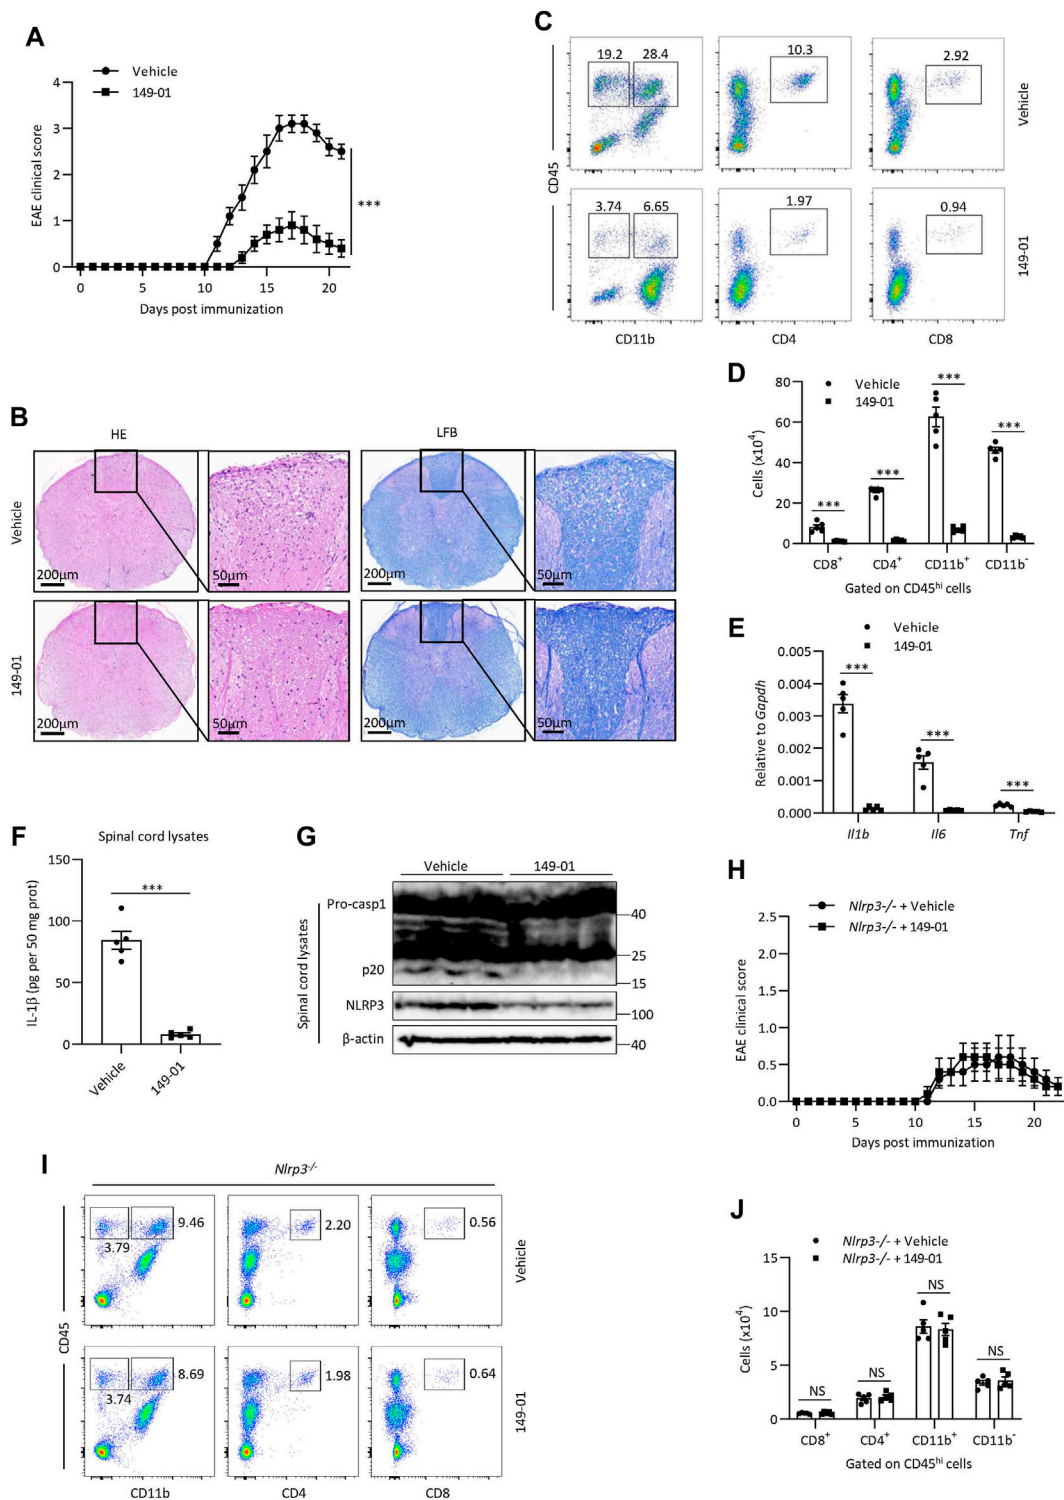 A
Vehicle
149-01
4
3
2
1
0
EAE clinical score
0 5 10 15 20
Days post immunization
***
C
19.2 28.4
10.3
2.92
Vehicle
CD45
3.74 6.65
1.97
0.94
149-01
CD11b
CD4
CD8
B
HE
LFB
Vehicle
200μm
50μm
200μm
50μm
149-01
200μm
50μm
200μm
50μm
D
Vehicle
149-01
80
60
40
20
0
Cells (x10⁴)
***
***
***
***
CD8⁺ CD4⁺ CD11b⁺ CD11b⁻
Gated on CD45ʰⁱ cells
E
Vehicle
149-01
0.005
0.004
0.003
0.002
0.001
0.000
Relative to Gapdh
***
***
***
Il1b Il6 Tnf
F
Spinal cord lysates
150
100
50
0
IL-1β (pg per 50 mg prot)
***
Vehicle
149-01
G
Vehicle 149-01
Spinal cord lysates
Pro-casp1
40
25
p20
15
NLRP3
100
β-actin
40
H
Nlrp3-/- + Vehicle
Nlrp3-/- + 149-01
2.5
2.0
1.5
1.0
0.5
0.0
EAE clinical score
0 5 10 15 20
Days post immunization
I
Nlrp3⁻/⁻
9.46
3.79
2.20
0.56
Vehicle
CD45
8.69
3.74
1.98
0.64
149-01
CD11b
CD4
CD8
J
Nlrp3-/- + Vehicle
Nlrp3-/- + 149-01
15
10
5
0
Cells (x10⁴)
NS
NS
NS
NS
CD8⁺ CD4⁺ CD11b⁺ CD11b⁻
Gated on CD45ʰⁱ cells